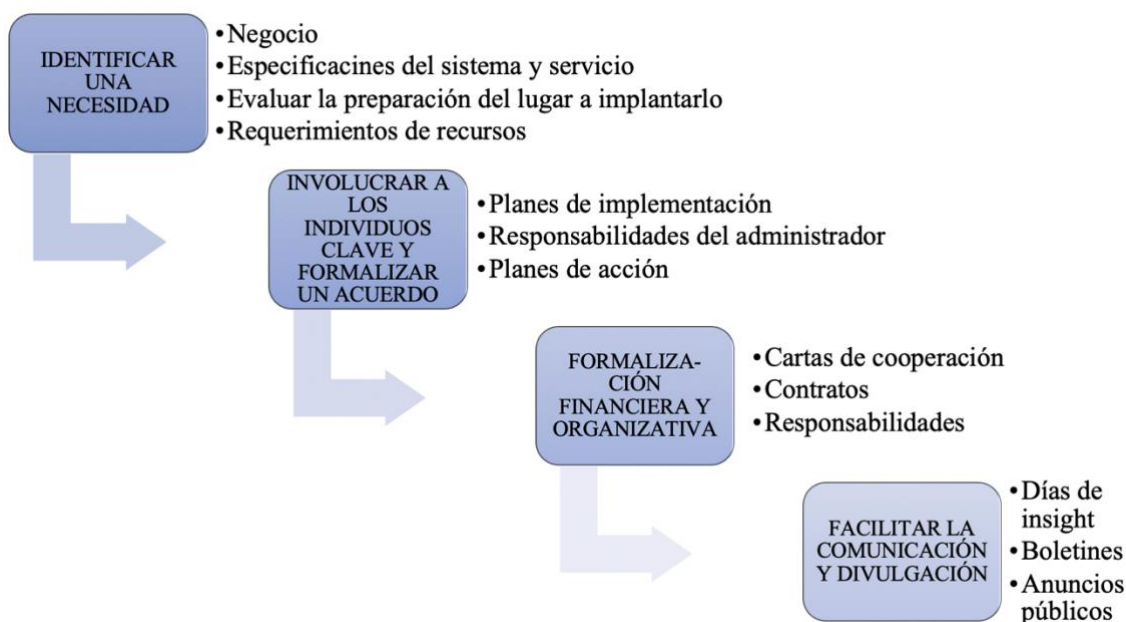 IDENTIFICAR
UNA
NECESIDAD
•Negocio
•Especificacines del sistema y servicio
•Evaluar la preparación del lugar a implantarlo
•Requerimientos de recursos
INVOLUCRAR A
LOS
INDIVIDUOS
CLAVE Y
FORMALIZAR
UN ACUERDO
•Planes de implementación
•Responsabilidades del administrador
•Planes de acción
FORMALIZA-
CIÓN
FINANCIERA Y
ORGANIZATIVA
•Cartas de cooperación
•Contratos
•Responsabilidades
FACILITAR LA
COMUNICACIÓN
Y DIVULGACIÓN
•Días de
insight
•Boletines
•Anuncios
públicos